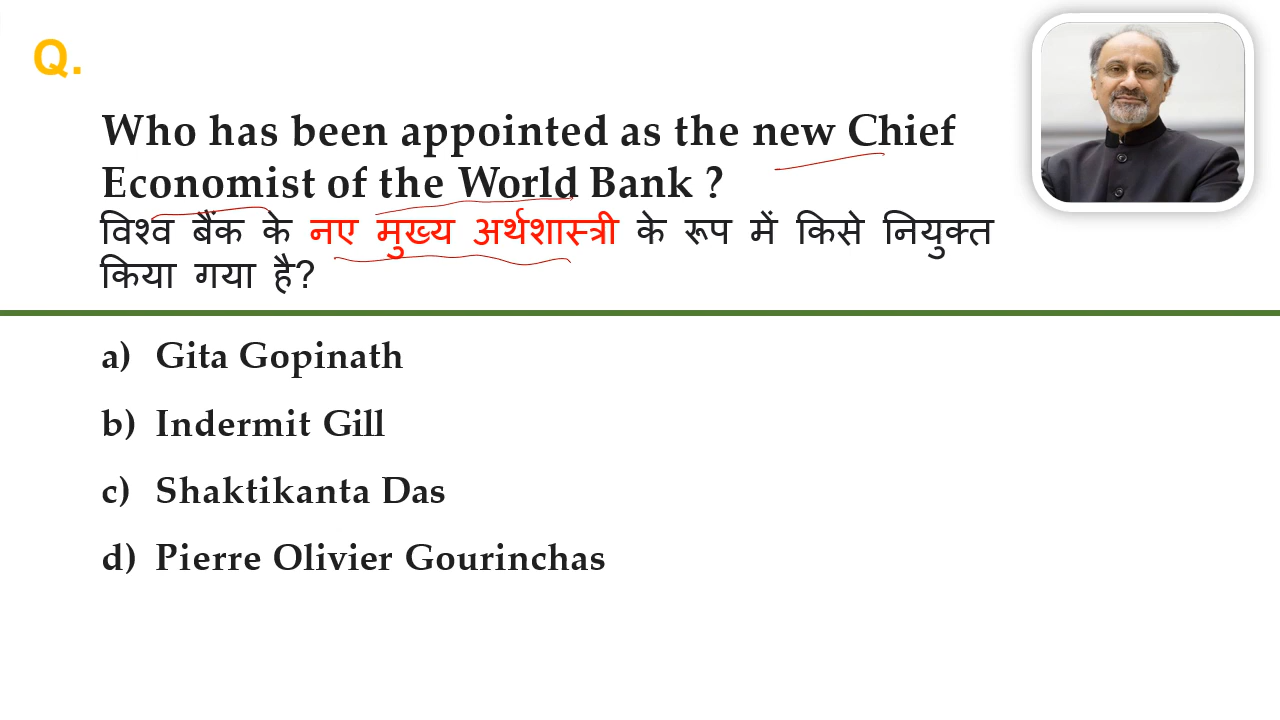 Q.
Who has been appointed as the new Chief
Economist of the World Bank ?
विश्व बैंक के नए मुख्य अर्थशास्त्री के रूप में किसे नियुक्त
किया गया है?
a) Gita Gopinath
b) Indermit Gill
c) Shaktikanta Das
d) Pierre Olivier Gourinchas